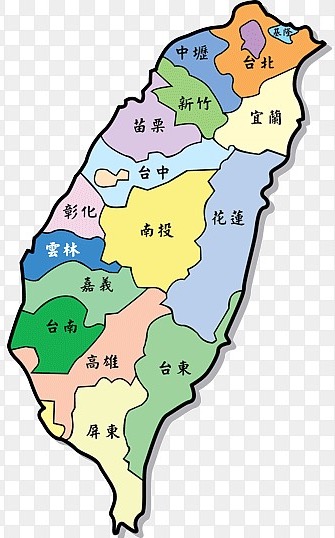 基隆
台北
中壢
新竹
宜蘭
苗栗
台中
彰化
南投
花蓮
雲林
嘉義
台南
高雄
台東
屏東